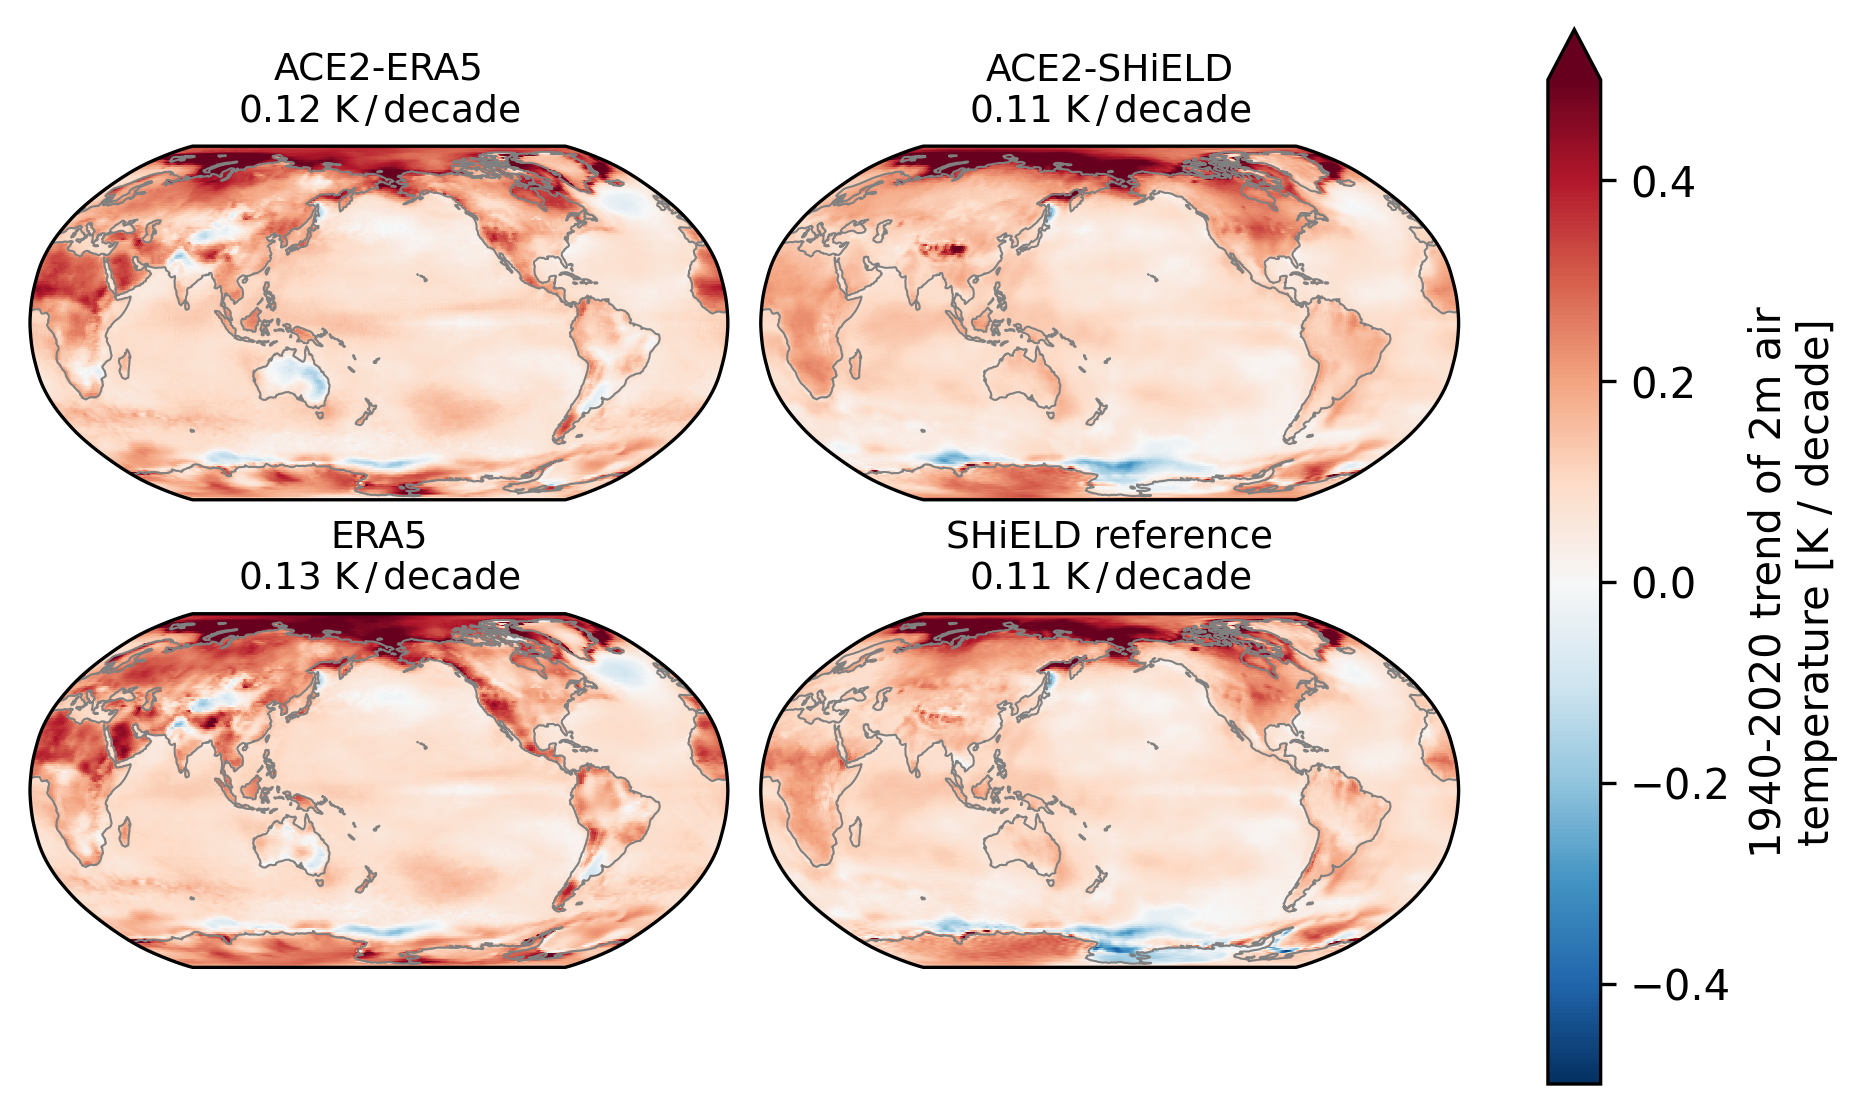 ACE2-ERA5
0.12 K / decade
ACE2-SHiELD
0.11 K / decade
ERA5
0.13 K / decade
SHiELD reference
0.11 K / decade
0.4
0.2
0.0
−0.2
−0.4
1940-2020 trend of 2m air
temperature [K / decade]